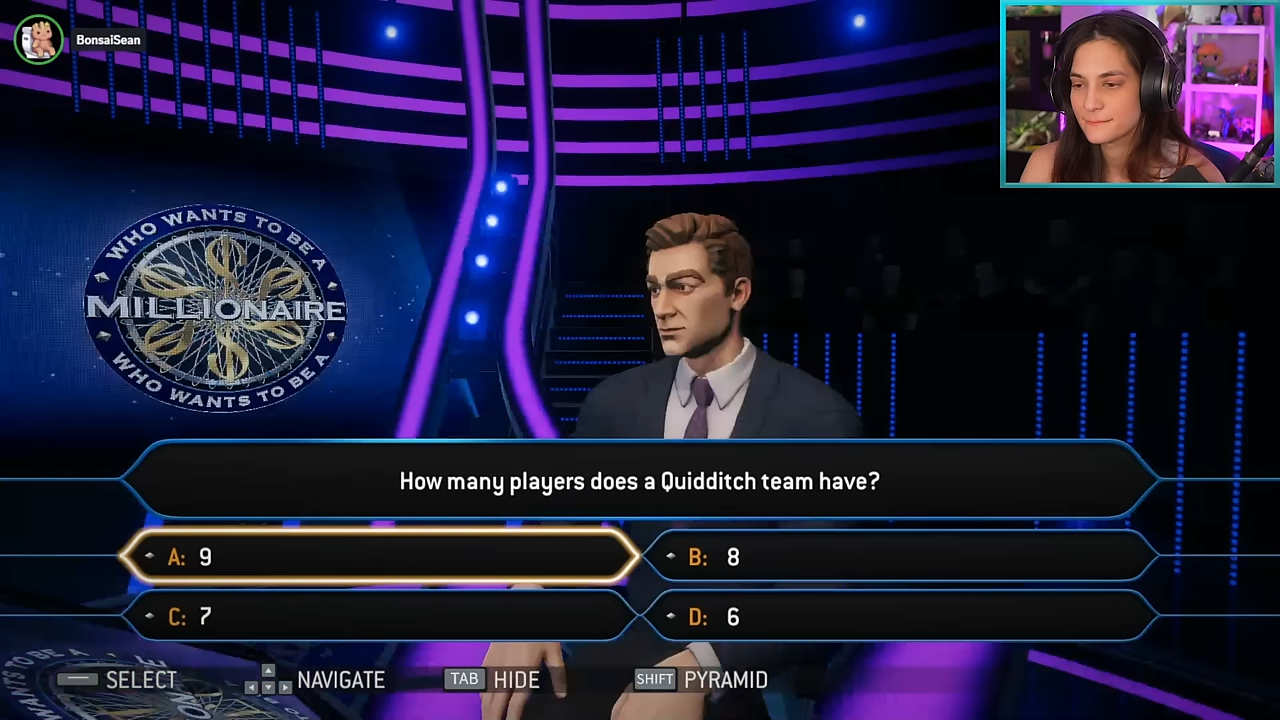 BonsaiSean
WHO WANTS TO BE A
MILLIONAIRE
WHO WANTS TO BE A
How many players does a Quidditch team have?
A: 9
B: 8
C: 7
D: 6
SELECT
NAVIGATE
TAB HIDE
SHIFT PYRAMID